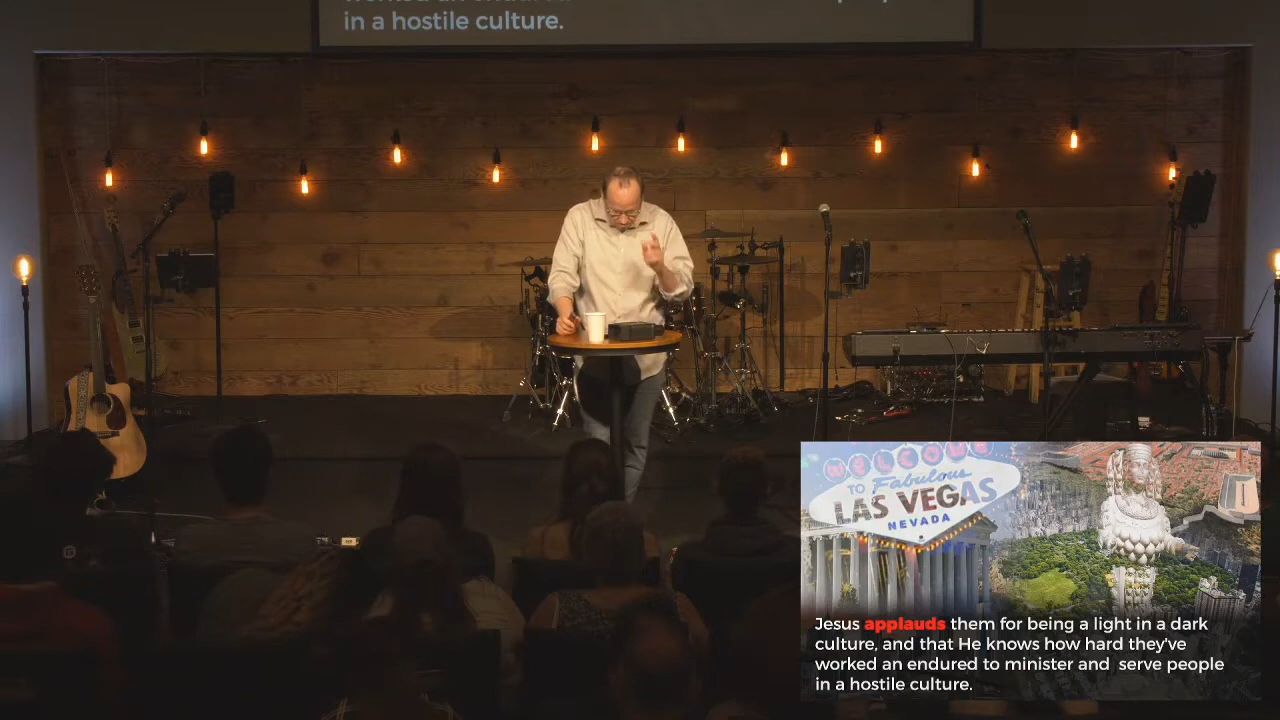 in a hostile culture.
WELCOME
TO Fabulous
LAS VEGAS
NEVADA
Jesus applauds them for being a light in a dark
culture, and that He knows how hard they've
worked an endured to minister and serve people
in a hostile culture.